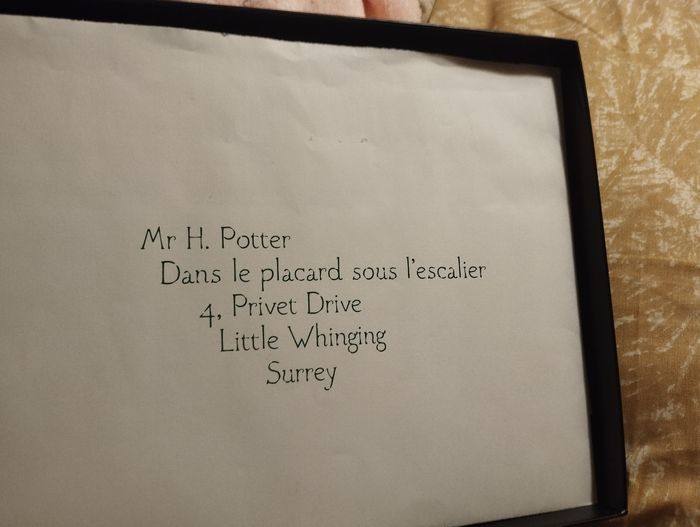 Mr H. Potter
Dans le placard sous l'escalier
4, Privet Drive
Little Whinging
Surrey